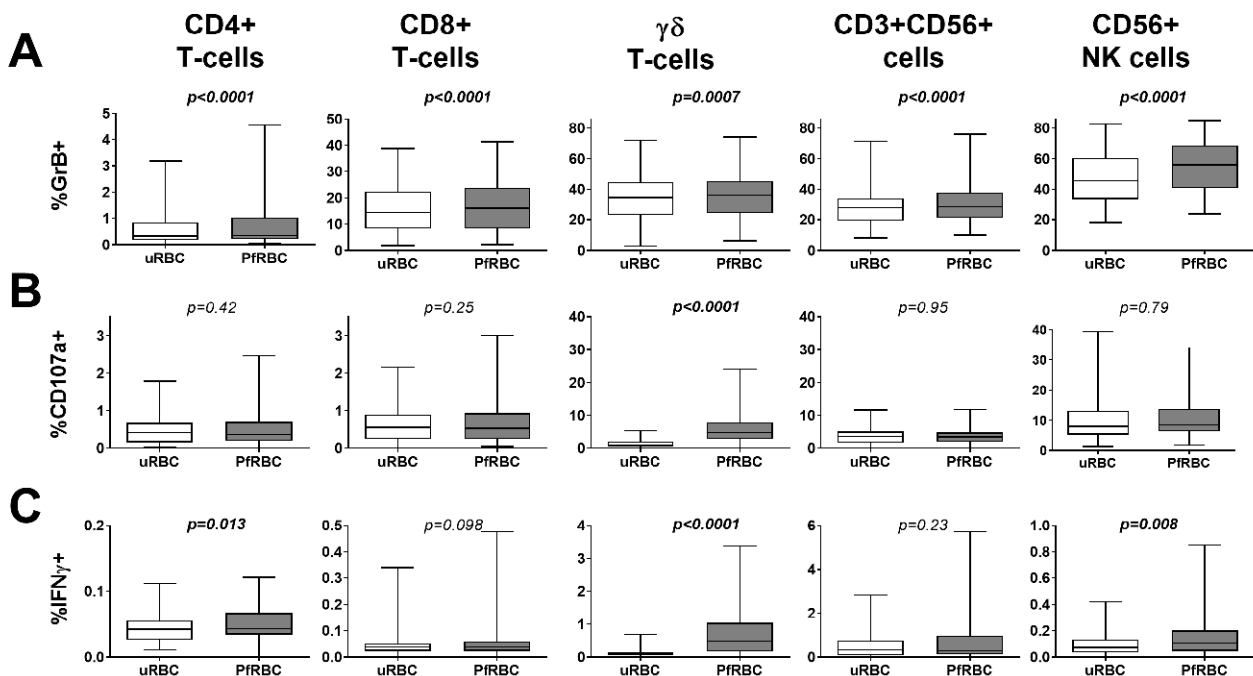 CD4+ T-cells
CD8+ T-cells
γδ T-cells
CD3+CD56+ cells
CD56+ NK cells
A
p<0.0001
p<0.0001
p=0.0007
p<0.0001
p<0.0001
%GrB+
5
4
3
2
1
0
uRBC
PfRBC
50
40
30
20
10
0
uRBC
PfRBC
80
60
40
20
0
uRBC
PfRBC
80
60
40
20
0
uRBC
PfRBC
80
60
40
20
0
uRBC
PfRBC
B
p=0.42
p=0.25
p<0.0001
p=0.95
p=0.79
%CD107a+
3
2
1
0
uRBC
PfRBC
3
2
1
0
uRBC
PfRBC
40
30
20
10
0
uRBC
PfRBC
40
30
20
10
0
uRBC
PfRBC
40
30
20
10
0
uRBC
PfRBC
C
p=0.013
p=0.098
p<0.0001
p=0.23
p=0.008
%IFNγ+
0.2
0.1
0.0
uRBC
PfRBC
0.5
0.4
0.3
0.2
0.1
0.0
uRBC
PfRBC
4
3
2
1
0
uRBC
PfRBC
6
4
2
0
uRBC
PfRBC
1.0
0.8
0.6
0.4
0.2
0.0
uRBC
PfRBC